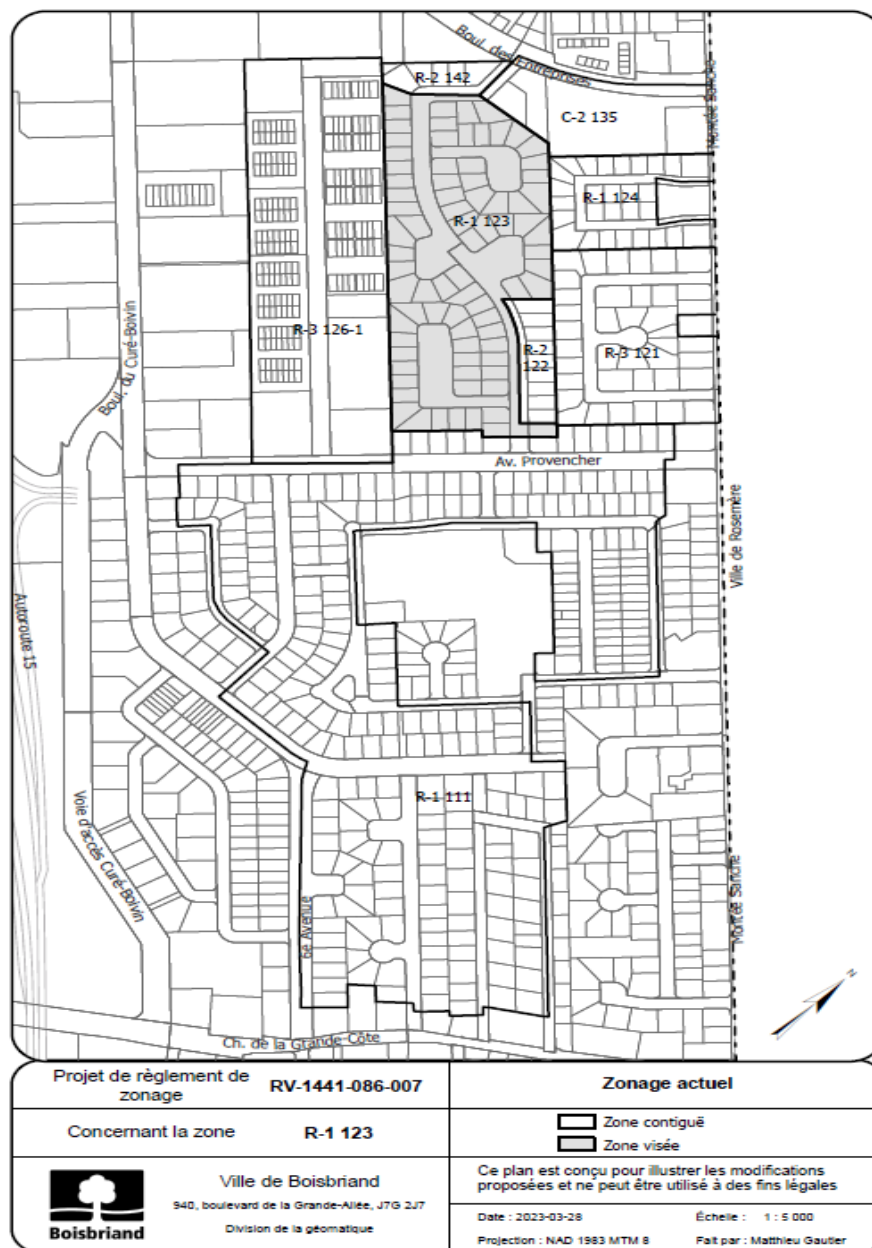 Boul. des Entreprises
R-2 142
C-2 135
Montée Sanche
R-1 124
R-1 123
R-3 126-1
R-2
122
R-3 121
Boul. du Curé-Boivin
Av. Provencher
Ville de Rosemère
Autoroute 15
R-1 111
Voie d'accès Curé-Boivin
6e Avenue
Montée Sanche
N
Ch. de la Grande-Côte
Projet de règlement de
zonage
RV-1441-086-007
Zonage actuel
Concernant la zone
R-1 123
Zone contiguë
Zone visée
Boisbriand
Ville de Boisbriand
940, boulevard de la Grande-Allée, J7G 2J7
Division de la géomatique
Ce plan est conçu pour illustrer les modifications
proposées et ne peut être utilisé à des fins légales
Date : 2023-03-28
Échelle : 1 : 5 000
Projection : NAD 1983 MTM 8
Fait par : Matthieu Gautier